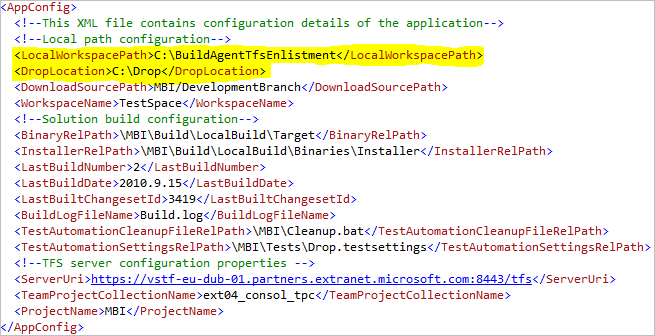 <AppConfig>
<!--This XML file contains configuration details of the application-->
<!--Local path configuration-->
<LocalWorkspacePath>C:\BuildAgentTfsEnlistment</LocalWorkspacePath>
<DropLocation>C:\Drop</DropLocation>
<DownloadSourcePath>MBI/DevelopmentBranch</DownloadSourcePath>
<WorkspaceName>TestSpace</WorkspaceName>
<!--Solution build configuration-->
<BinaryRelPath>\MBI\Build\LocalBuild\Target</BinaryRelPath>
<InstallerRelPath>\MBI\Build\LocalBuild\Binaries\Installer</InstallerRelPath>
<LastBuildNumber>2</LastBuildNumber>
<LastBuildDate>2010.9.15</LastBuildDate>
<LastBuiltChangesetId>3419</LastBuiltChangesetId>
<BuildLogFileName>Build.log</BuildLogFileName>
<TestAutomationCleanupFileRelPath>\MBI\Cleanup.bat</TestAutomationCleanupFileRelPath>
<TestAutomationSettingsRelPath>\MBI\Tests\Drop.testsettings</TestAutomationSettingsRelPath>
<!--TFS server configuration properties -->
<ServerUri>https://vstf-eu-dub-01.partners.extranet.microsoft.com:8443/tfs</ServerUri>
<TeamProjectCollectionName>ext04_consol_tpc</TeamProjectCollectionName>
<ProjectName>MBI</ProjectName>
</AppConfig>